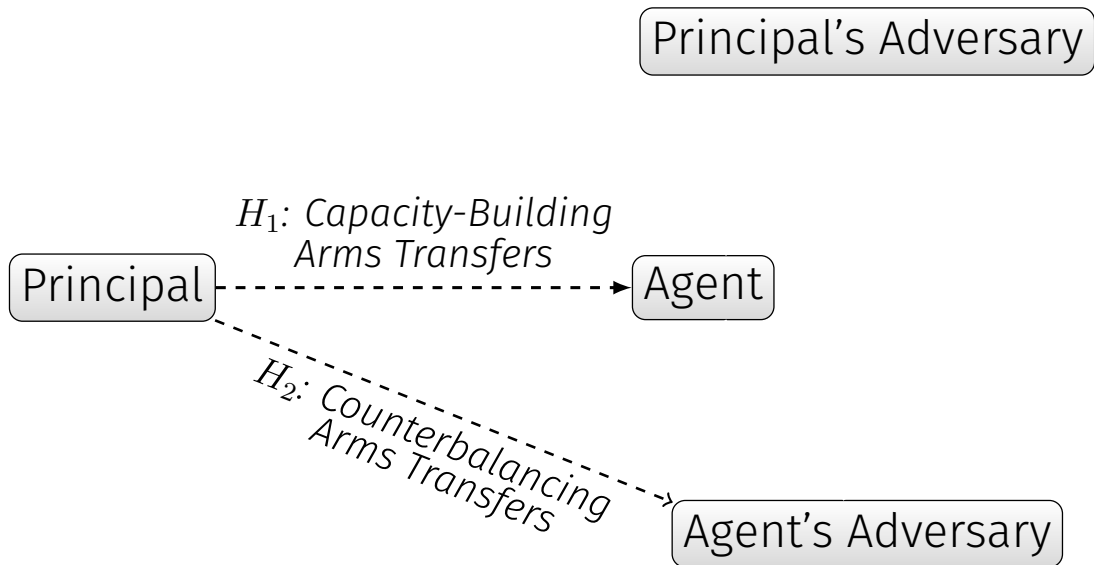 Principal’s Adversary
H₁: Capacity-Building
Arms Transfers
Principal
Agent
H₂: Counterbalancing
Arms Transfers
Agent’s Adversary